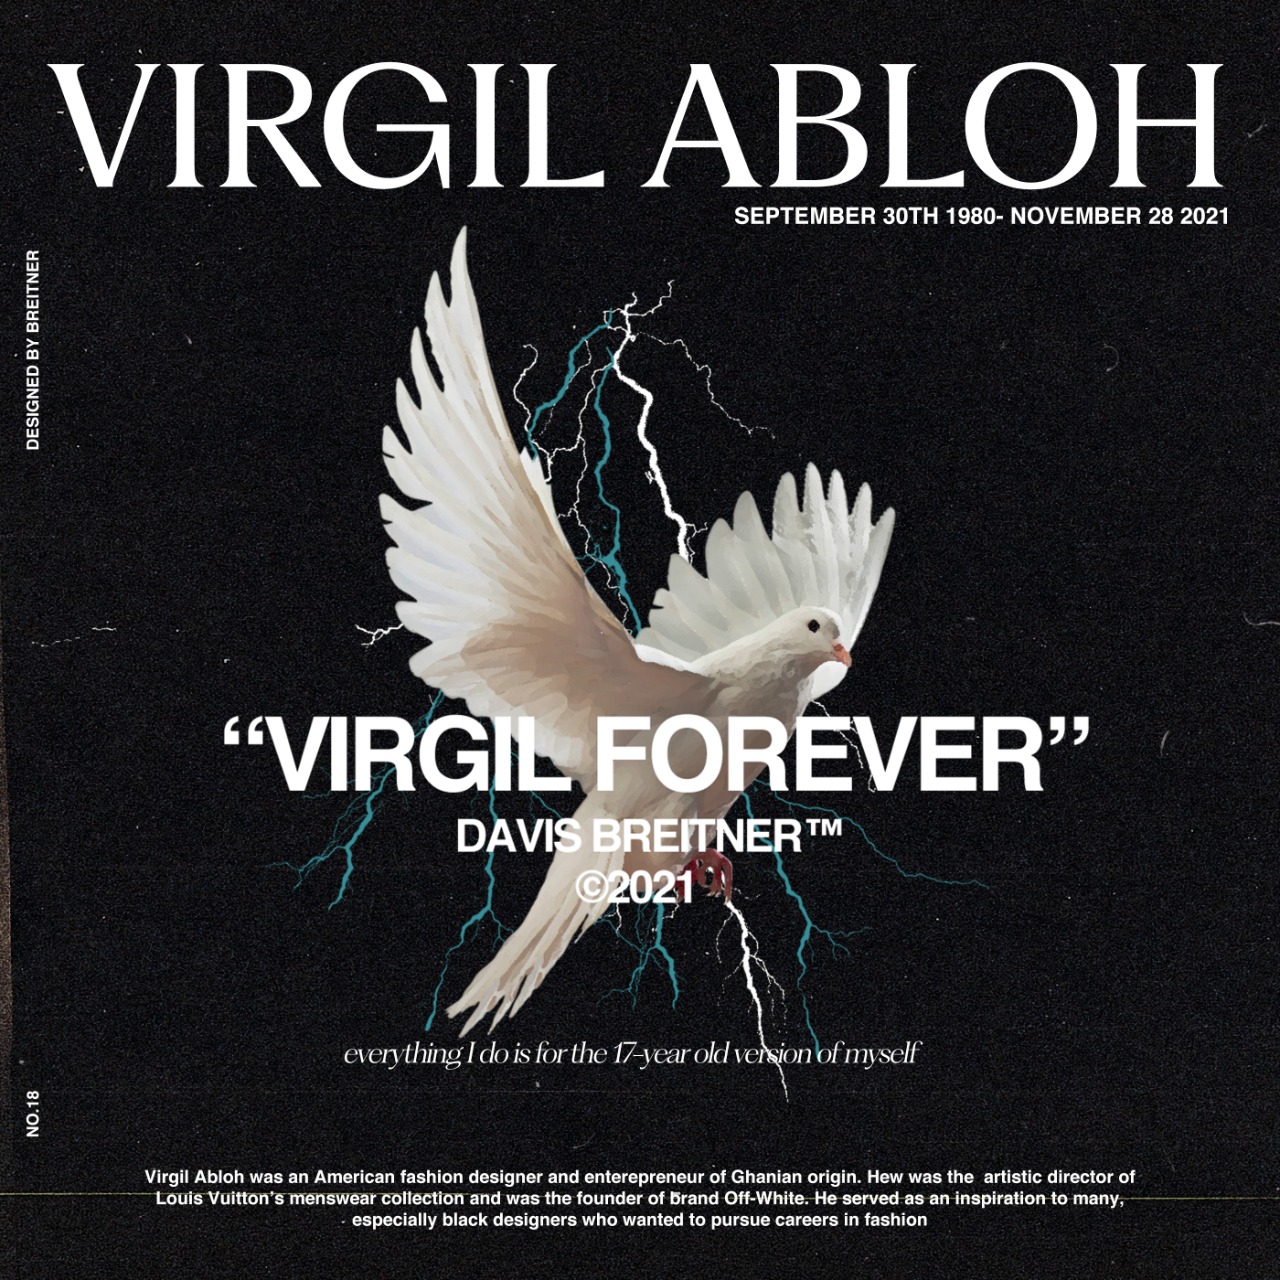 VIRGIL ABLOH
SEPTEMBER 30TH 1980- NOVEMBER 28 2021
DESIGNED BY BREITNER
“VIRGIL FOREVER”
DAVIS BREITNER™
©2021
everything I do is for the 17-year old version of myself
NO.18
Virgil Abloh was an American fashion designer and enterepreneur of Ghanian origin. Hew was the  artistic director of
Louis Vuitton’s menswear collection and was the founder of brand Off-White. He served as an inspiration to many,
especially black designers who wanted to pursue careers in fashion